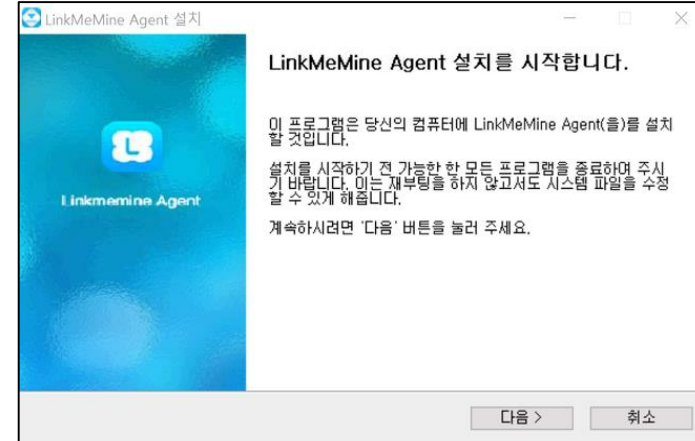 LinkMeMine Agent 설치
LinkMeMine Agent 설치를 시작합니다.
L
Linkmemine Agent
이 프로그램은 당신의 컴퓨터에 LinkMeMine Agent(을)를 설치
할 것입니다.
설치를 시작하기 전 가능한 한 모든 프로그램을 종료하여 주시
기 바랍니다. 이는 재부팅을 하지 않고서도 시스템 파일을 수정
할 수 있게 해줍니다.
계속하시려면 '다음' 버튼을 눌러 주세요.
다음 >
취소